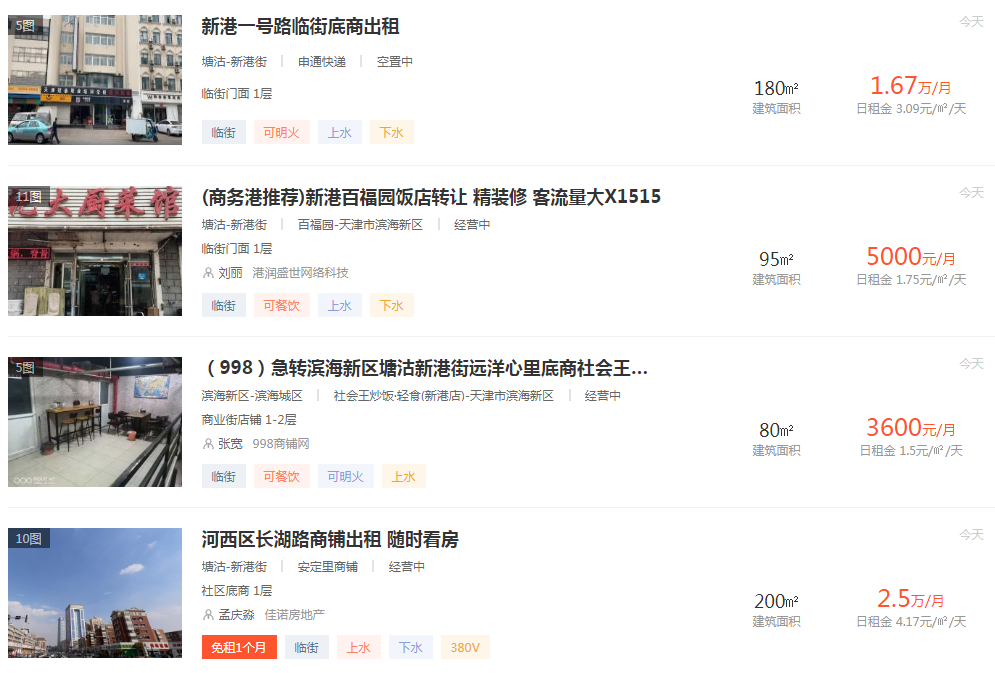 5图
新港一号路临街底商出租
今天
塘沽-新港街 申通快递 空置中
临街门面 1层
180㎡
建筑面积
1.67万/月
日租金 3.09元/㎡/天
临街 可明火 上水 下水
11图
大厨菜馆
(商务港推荐)新港百福园饭店转让 精装修 客流量大X1515
今天
塘沽-新港街 百福园-天津市滨海新区 经营中
临街门面 1层
刘丽 港润盛世网络科技
95㎡
建筑面积
5000元/月
日租金 1.75元/㎡/天
临街 可餐饮 上水 下水
5图
（998）急转滨海新区塘沽新港街远洋心里底商社会王...
今天
滨海新区-滨海城区 社会王炒饭·轻食(新港店)-天津市滨海新区 经营中
商业街店铺 1-2层
张宽 998商铺网
80㎡
建筑面积
3600元/月
日租金 1.5元/㎡/天
临街 可餐饮 可明火 上水
10图
河西区长湖路商铺出租 随时看房
今天
塘沽-新港街 安定里商铺 经营中
社区底商 1层
孟庆淼 佳诺房地产
200㎡
建筑面积
2.5万/月
日租金 4.17元/㎡/天
免租1个月 临街 上水 下水 380V